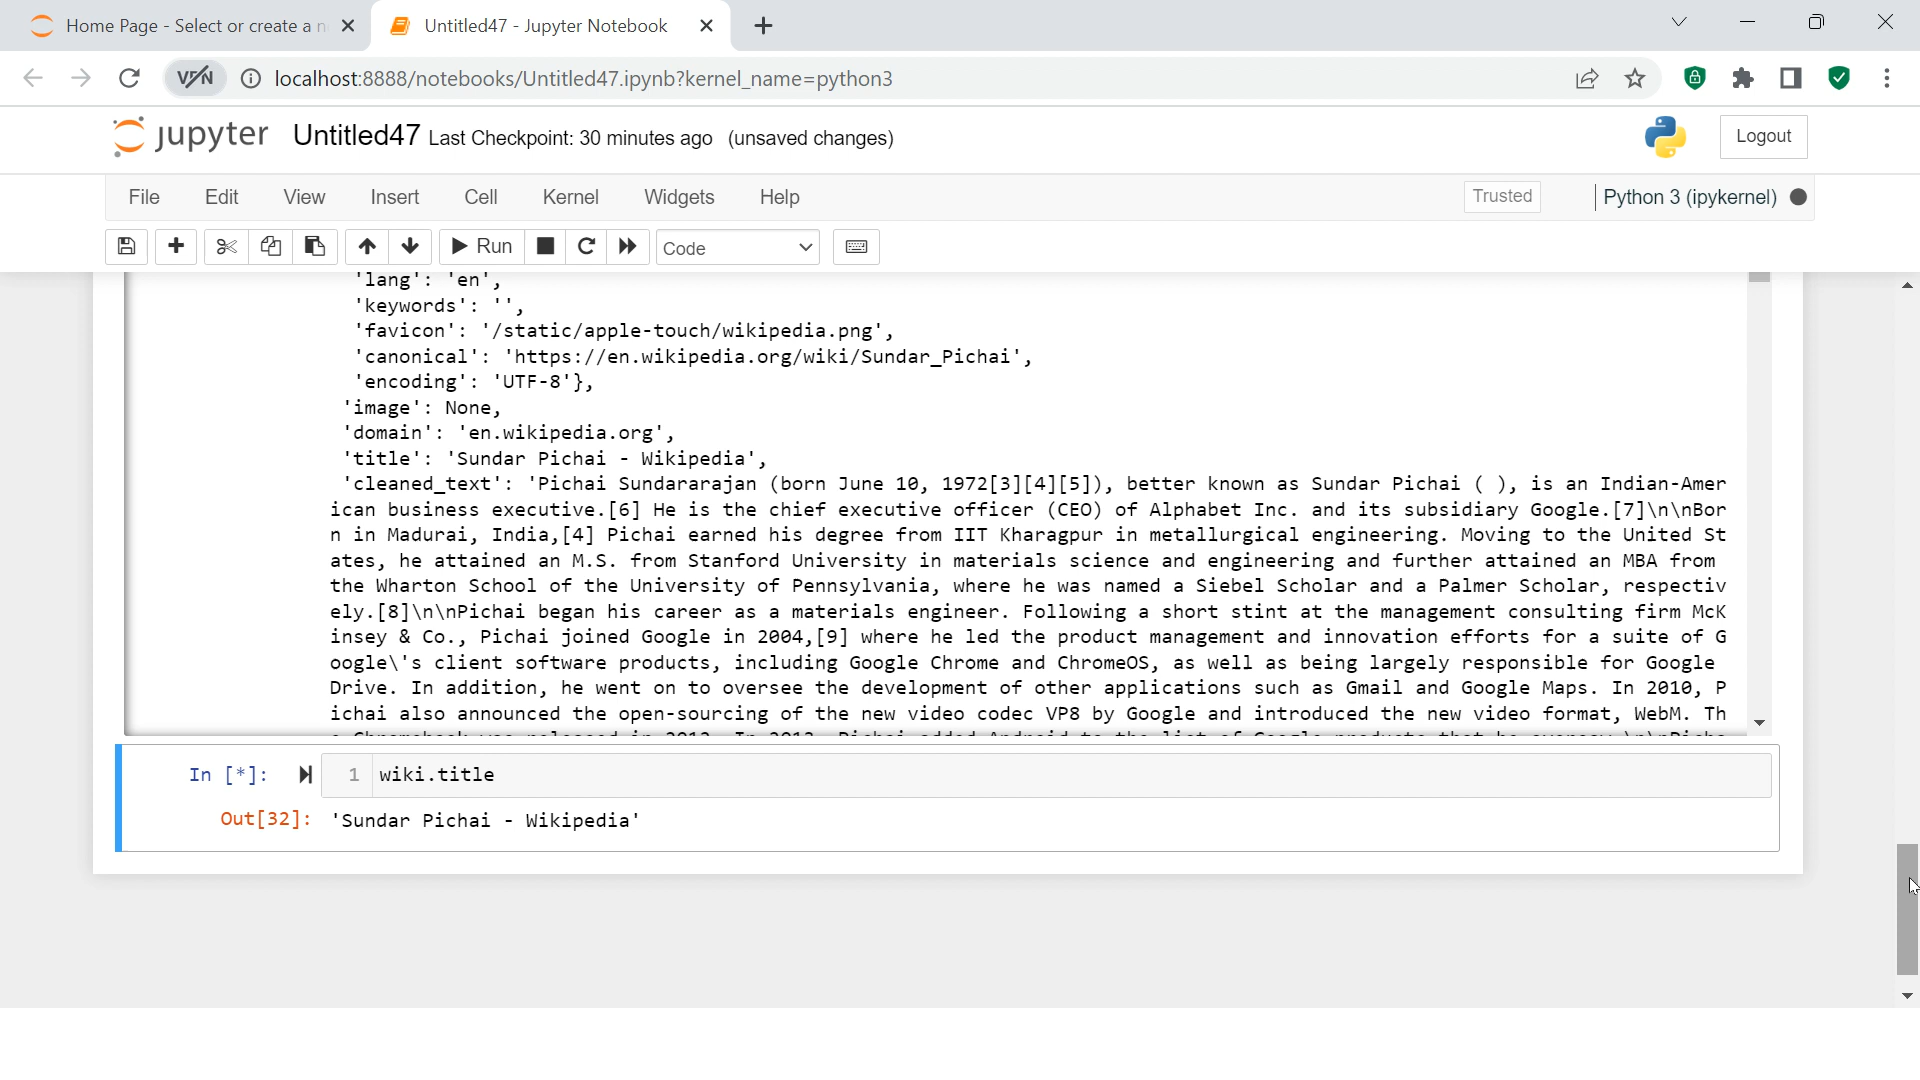 Home Page - Select or create a n
Untitled47 - Jupyter Notebook
VPN
localhost:8888/notebooks/Untitled47.ipynb?kernel_name=python3
jupyter Untitled47 Last Checkpoint: 30 minutes ago (unsaved changes)
Logout
File Edit View Insert Cell Kernel Widgets Help
Trusted
Python 3 (ipykernel)
Run
Code
'lang': 'en',
'keywords': '',
'favicon': '/static/apple-touch/wikipedia.png',
'canonical': 'https://en.wikipedia.org/wiki/Sundar_Pichai',
'encoding': 'UTF-8'},
'image': None,
'domain': 'en.wikipedia.org',
'title': 'Sundar Pichai - Wikipedia',
'cleaned_text': 'Pichai Sundararajan (born June 10, 1972[3][4][5]), better known as Sundar Pichai ( ), is an Indian-Amer
ican business executive.[6] He is the chief executive officer (CEO) of Alphabet Inc. and its subsidiary Google.[7]\n\nBor
n in Madurai, India,[4] Pichai earned his degree from IIT Kharagpur in metallurgical engineering. Moving to the United St
ates, he attained an M.S. from Stanford University in materials science and engineering and further attained an MBA from
the Wharton School of the University of Pennsylvania, where he was named a Siebel Scholar and a Palmer Scholar, respectiv
ely.[8]\n\nPichai began his career as a materials engineer. Following a short stint at the management consulting firm McK
insey & Co., Pichai joined Google in 2004,[9] where he led the product management and innovation efforts for a suite of G
oogle\'s client software products, including Google Chrome and ChromeOS, as well as being largely responsible for Google
Drive. In addition, he went on to oversee the development of other applications such as Gmail and Google Maps. In 2010, P
ichai also announced the open-sourcing of the new video codec VP8 by Google and introduced the new video format, WebM. Th
In [*]: 1 wiki.title
Out[32]: 'Sundar Pichai - Wikipedia'